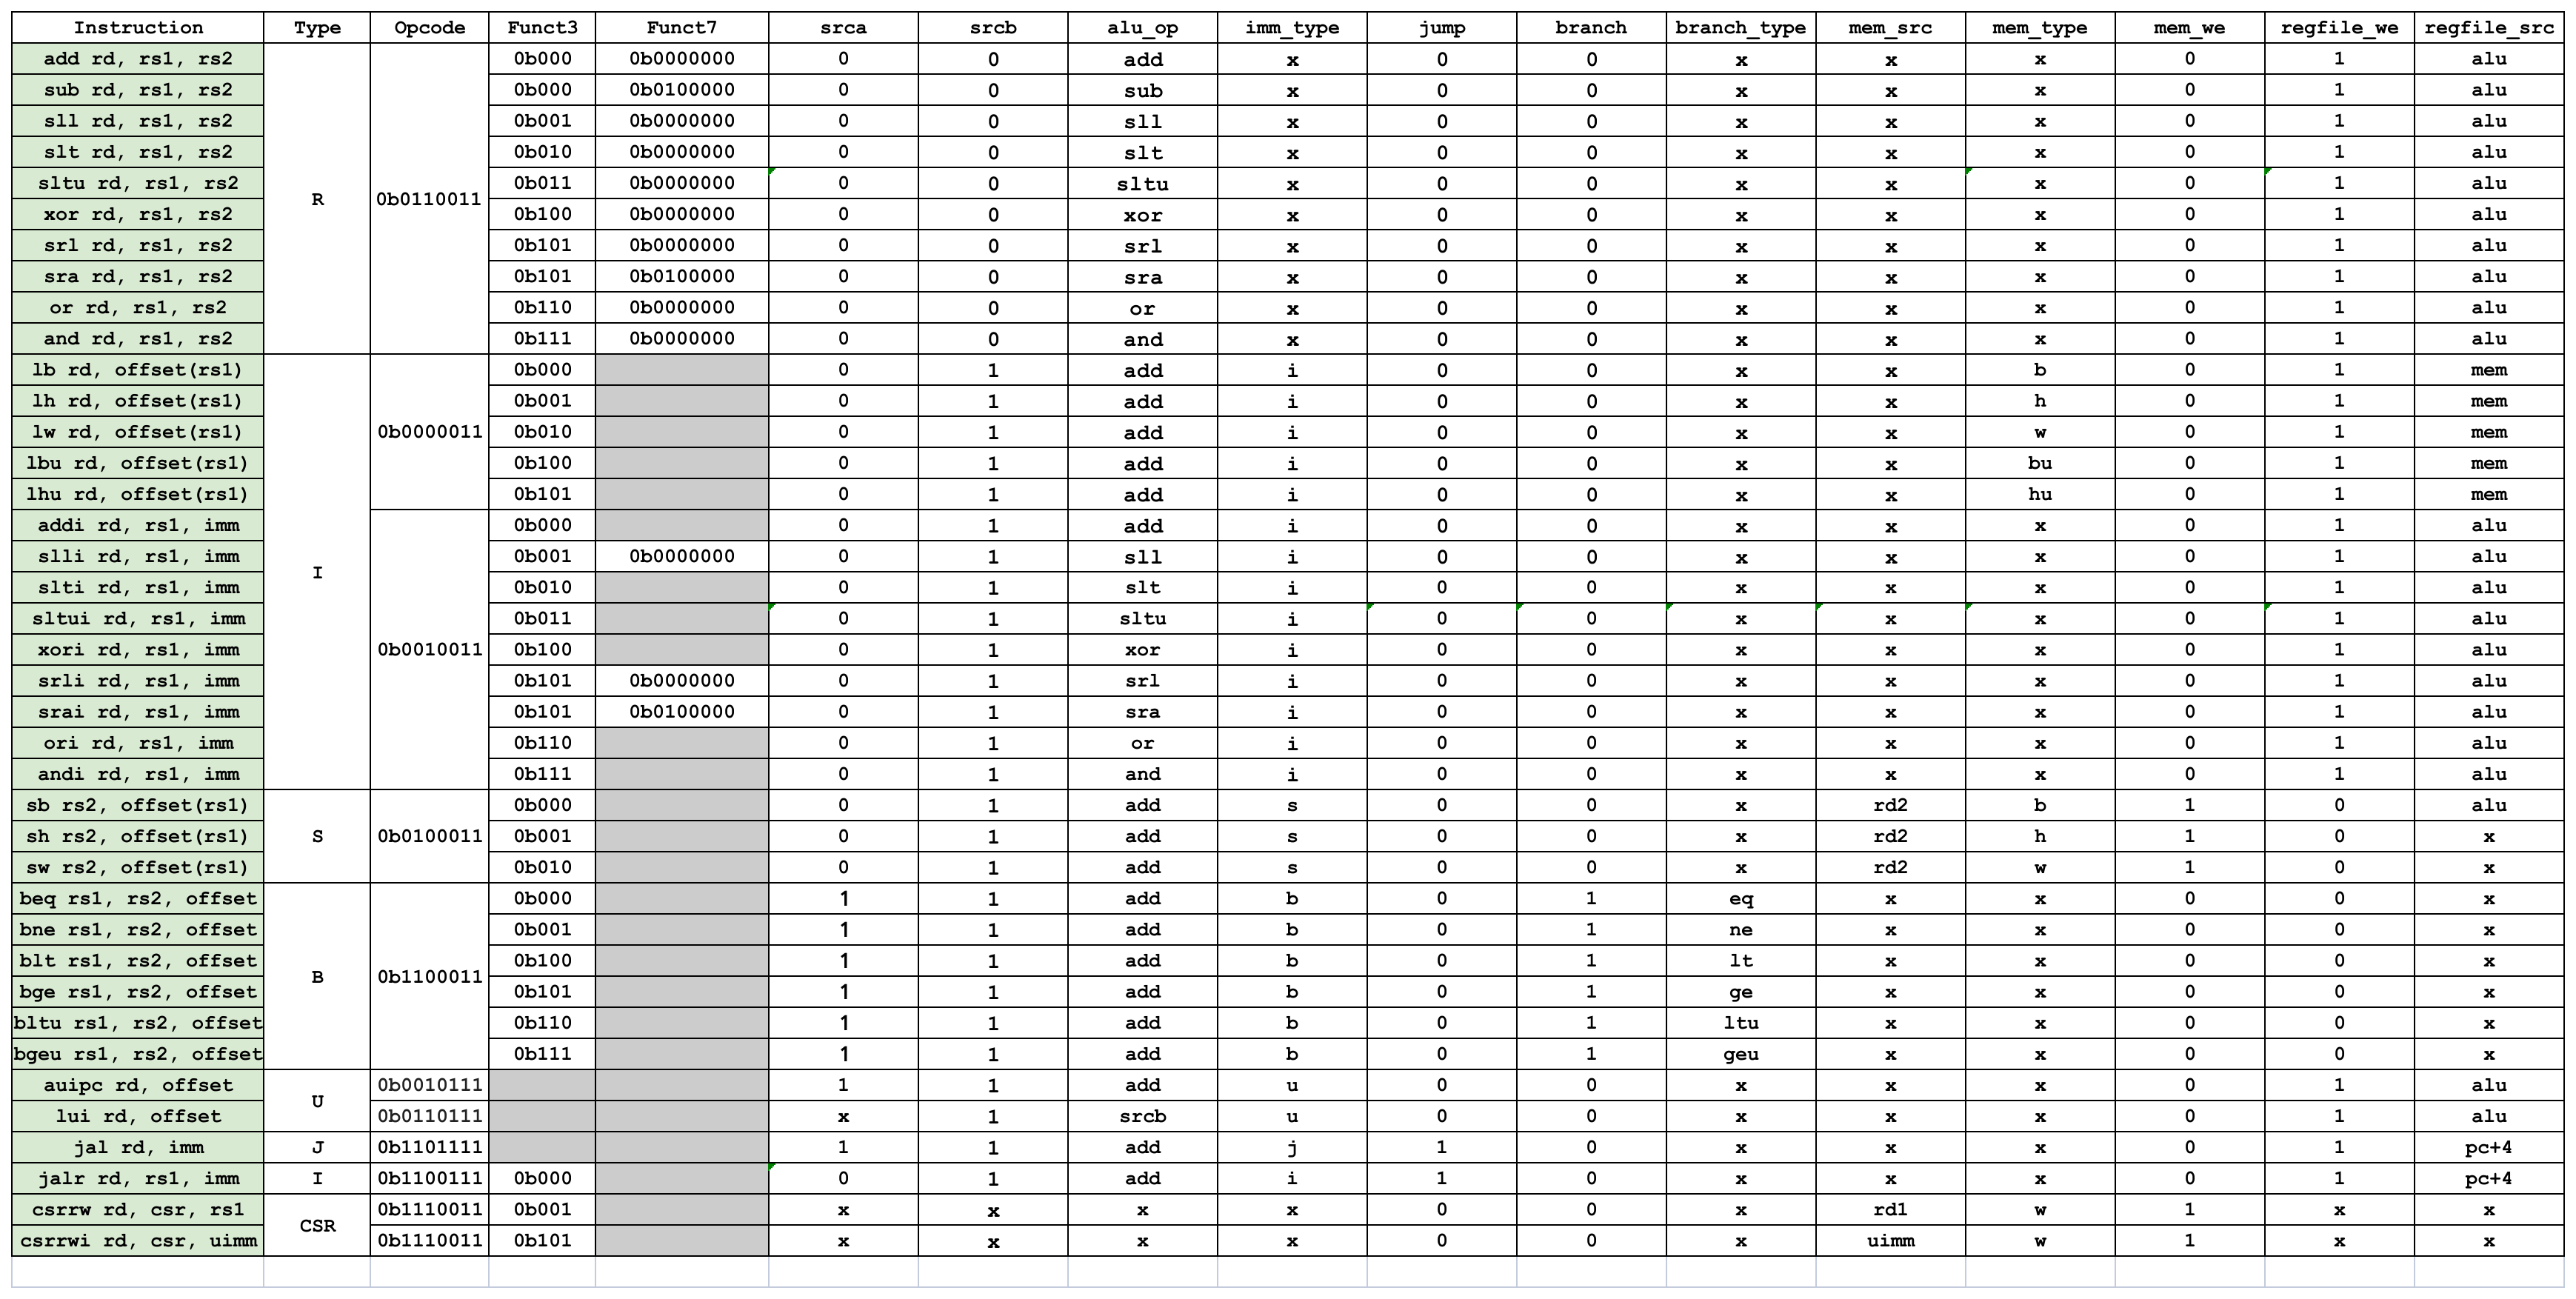 Instruction Type Opcode Funct3 Funct7 srca srcb alu_op imm_type jump branch branch_type mem_src mem_type mem_we regfile_we regfile_src
add rd, rs1, rs2 R 0b0110011 0b000 0b0000000 0 0 add x 0 0 x x x 0 1 alu
sub rd, rs1, rs2 0b000 0b0100000 0 0 sub x 0 0 x x x 0 1 alu
sll rd, rs1, rs2 0b001 0b0000000 0 0 sll x 0 0 x x x 0 1 alu
slt rd, rs1, rs2 0b010 0b0000000 0 0 slt x 0 0 x x x 0 1 alu
sltu rd, rs1, rs2 0b011 0b0000000 0 0 sltu x 0 0 x x x 0 1 alu
xor rd, rs1, rs2 0b100 0b0000000 0 0 xor x 0 0 x x x 0 1 alu
srl rd, rs1, rs2 0b101 0b0000000 0 0 srl x 0 0 x x x 0 1 alu
sra rd, rs1, rs2 0b101 0b0100000 0 0 sra x 0 0 x x x 0 1 alu
or rd, rs1, rs2 0b110 0b0000000 0 0 or x 0 0 x x x 0 1 alu
and rd, rs1, rs2 0b111 0b0000000 0 0 and x 0 0 x x x 0 1 alu
lb rd, offset(rs1) I 0b0000011 0b000 0 1 add i 0 0 x x b 0 1 mem
lh rd, offset(rs1) 0b001 0 1 add i 0 0 x x h 0 1 mem
lw rd, offset(rs1) 0b010 0 1 add i 0 0 x x w 0 1 mem
lbu rd, offset(rs1) 0b100 0 1 add i 0 0 x x bu 0 1 mem
lhu rd, offset(rs1) 0b101 0 1 add i 0 0 x x hu 0 1 mem
addi rd, rs1, imm 0b0010011 0b000 0 1 add i 0 0 x x x 0 1 alu
slli rd, rs1, imm 0b001 0b0000000 0 1 sll i 0 0 x x x 0 1 alu
slti rd, rs1, imm 0b010 0 1 slt i 0 0 x x x 0 1 alu
sltui rd, rs1, imm 0b011 0 1 sltu i 0 0 x x x 0 1 alu
xori rd, rs1, imm 0b100 0 1 xor i 0 0 x x x 0 1 alu
srli rd, rs1, imm 0b101 0b0000000 0 1 srl i 0 0 x x x 0 1 alu
srai rd, rs1, imm 0b101 0b0100000 0 1 sra i 0 0 x x x 0 1 alu
ori rd, rs1, imm 0b110 0 1 or i 0 0 x x x 0 1 alu
andi rd, rs1, imm 0b111 0 1 and i 0 0 x x x 0 1 alu
sb rs2, offset(rs1) S 0b0100011 0b000 0 1 add s 0 0 x rd2 b 1 0 alu
sh rs2, offset(rs1) 0b001 0 1 add s 0 0 x rd2 h 1 0 x
sw rs2, offset(rs1) 0b010 0 1 add s 0 0 x rd2 w 1 0 x
beq rs1, rs2, offset B 0b1100011 0b000 1 1 add b 0 1 eq x x 0 0 x
bne rs1, rs2, offset 0b001 1 1 add b 0 1 ne x x 0 0 x
blt rs1, rs2, offset 0b100 1 1 add b 0 1 lt x x 0 0 x
bge rs1, rs2, offset 0b101 1 1 add b 0 1 ge x x 0 0 x
bltu rs1, rs2, offset 0b110 1 1 add b 0 1 ltu x x 0 0 x
bgeu rs1, rs2, offset 0b111 1 1 add b 0 1 geu x x 0 0 x
auipc rd, offset U 0b0010111 1 1 add u 0 0 x x x 0 1 alu
lui rd, offset 0b0110111 x 1 srcb u 0 0 x x x 0 1 alu
jal rd, imm J 0b1101111 1 1 add j 1 0 x x x 0 1 pc+4
jalr rd, rs1, imm I 0b1100111 0b000 0 1 add i 1 0 x x x 0 1 pc+4
csrrw rd, csr, rs1 CSR 0b1110011 0b001 x x x x 0 0 x rd1 w 1 x x
csrrwi rd, csr, uimm 0b1110011 0b101 x x x x 0 0 x uimm w 1 x x